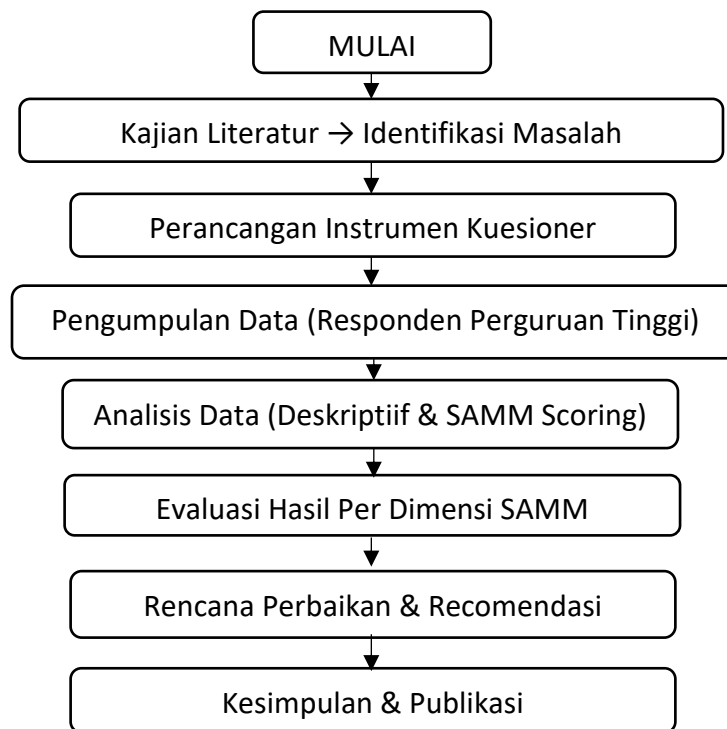 MULAI
Kajian Literatur → Identifikasi Masalah
Perancangan Instrumen Kuesioner
Pengumpulan Data (Responden Perguruan Tinggi)
Analisis Data (Deskriptiif & SAMM Scoring)
Evaluasi Hasil Per Dimensi SAMM
Rencana Perbaikan & Recomendasi
Kesimpulan & Publikasi